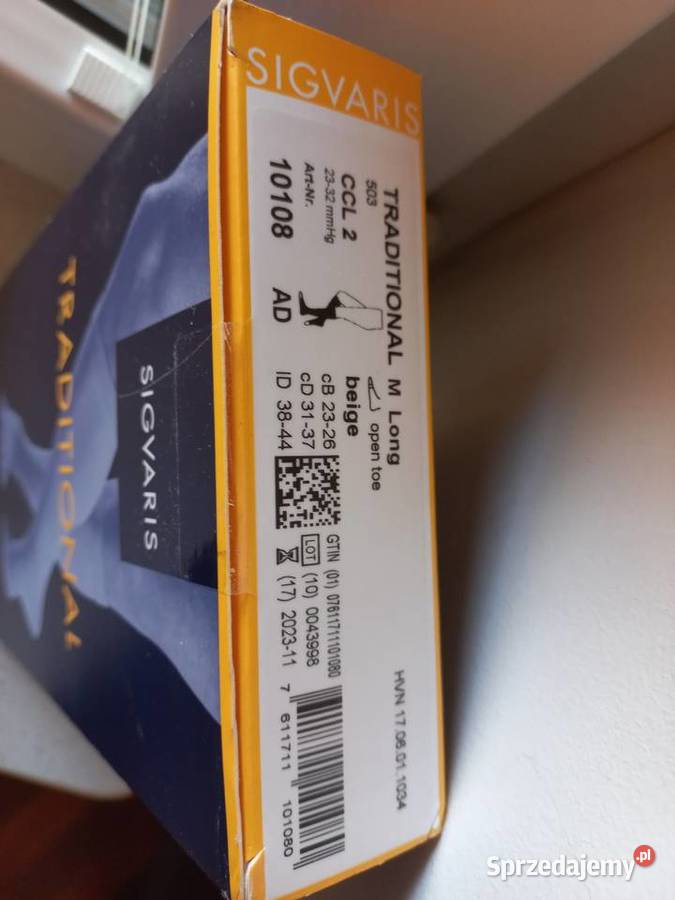 SIGVARIS
TRADITIONAL M Long
503
open toe
CCL 2
beige
23-32 mmHg
cB 23-26
Art-Nr.
cD 31-37
10108
AD
ID 38-44
GTIN (01) 07611711101080
LOT (10) 0043998
(17) 2023-11
HVN 17.06.01.1034
7 611711 101080
SIGVARIS
TRADITIONAL
Sprzedajemy.pl